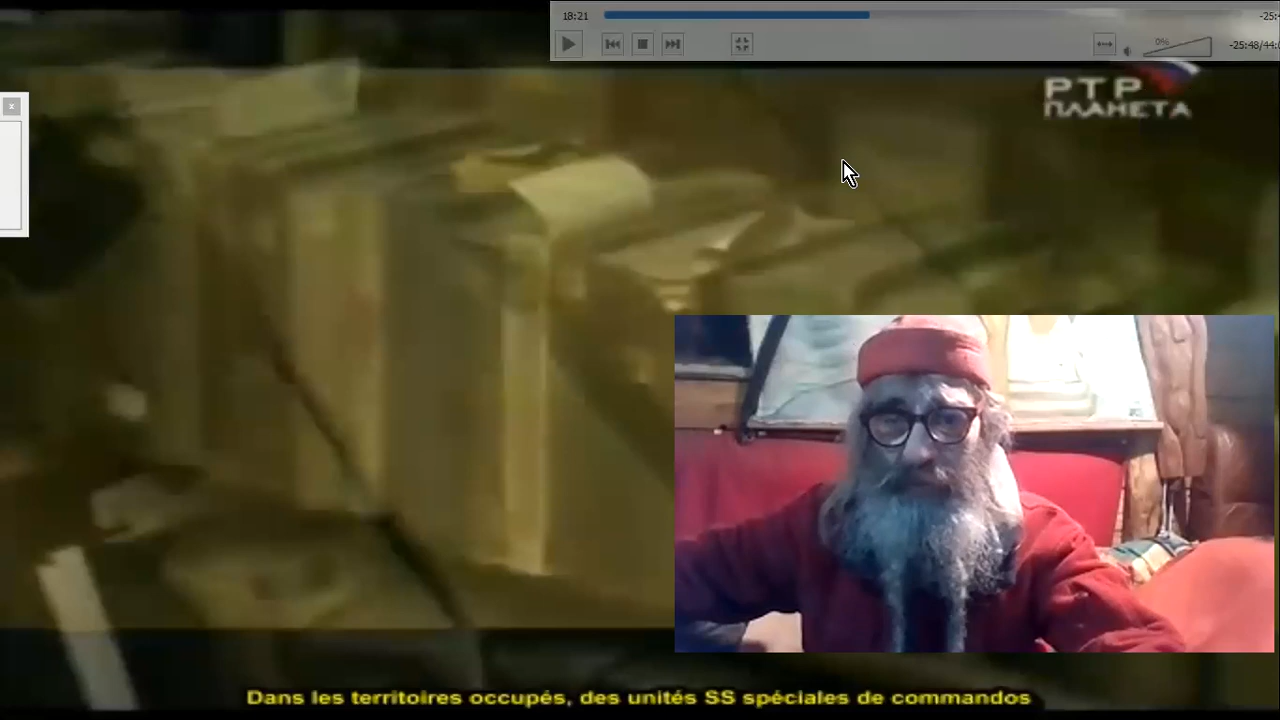 18:21
0%
-25:48/44:
РТР
ПЛАНЕТА
Dans les territoires occupés, des unités SS spéciales de commandos